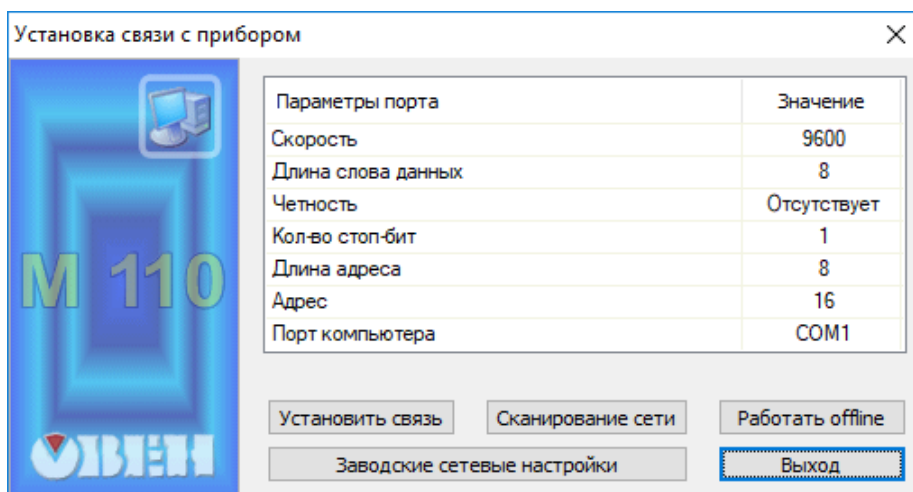 Установка связи с прибором
М 110
ОВЕН
Параметры порта Значение
Скорость 9600
Длина слова данных 8
Четность Отсутствует
Кол-во стоп-бит 1
Длина адреса 8
Адрес 16
Порт компьютера COM1
Установить связь Сканирование сети Работать offline
Заводские сетевые настройки Выход